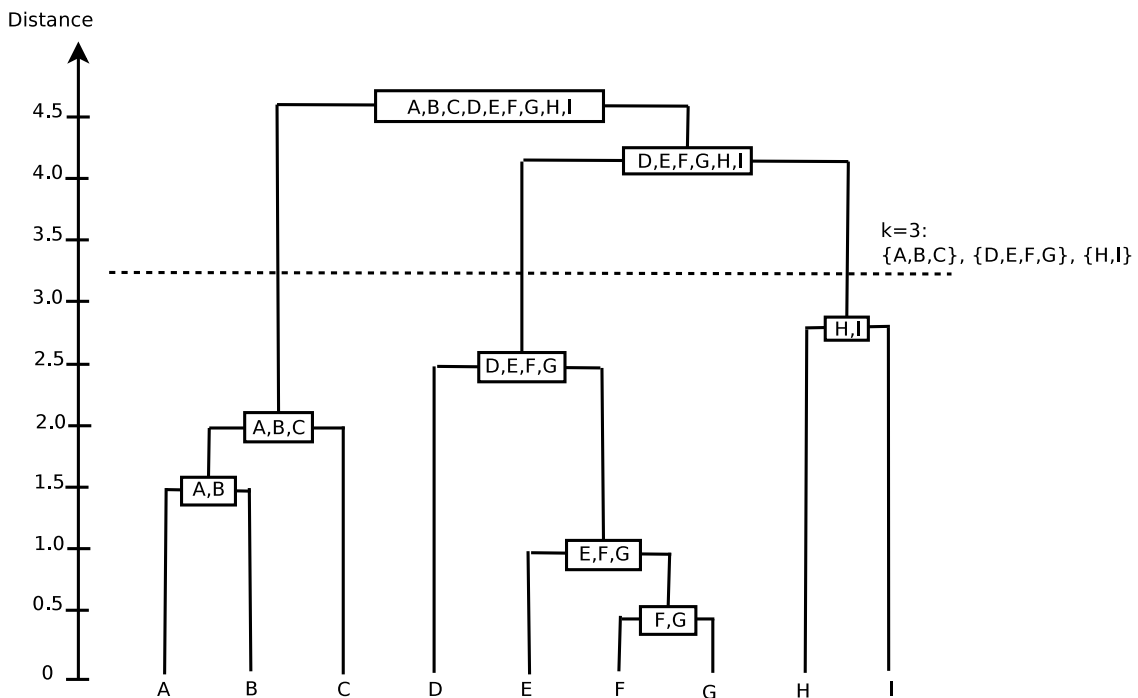 Distance
4.5
A,B,C,D,E,F,G,H,I
D,E,F,G,H,I
4.0
3.5
k=3:
{A,B,C}, {D,E,F,G}, {H,I}
3.0
H,I
2.5
D,E,F,G
2.0
A,B,C
1.5
A,B
1.0
E,F,G
0.5
F,G
0
A B C D E F G H I